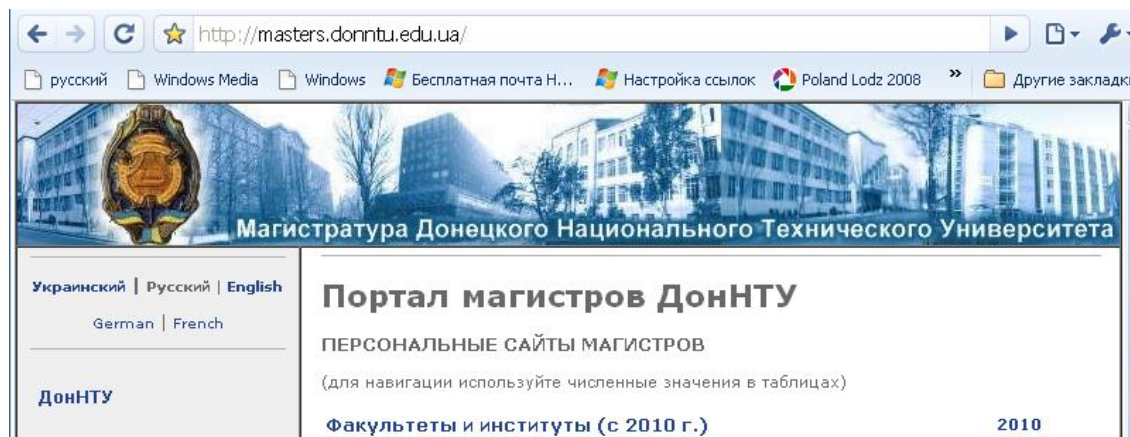 http://masters.donntu.edu.ua/
русский Windows Media Windows Бесплатная почта H... Настройка ссылок Poland Lodz 2008 » Другие закладк
Магистратура Донецкого Национального Технического Университета
Украинский | Русский | English
German | French
ДонНТУ
Портал магистров ДонНТУ
ПЕРСОНАЛЬНЫЕ САЙТЫ МАГИСТРОВ
(для навигации используйте численные значения в таблицах)
Факультеты и институты (с 2010 г.) 2010